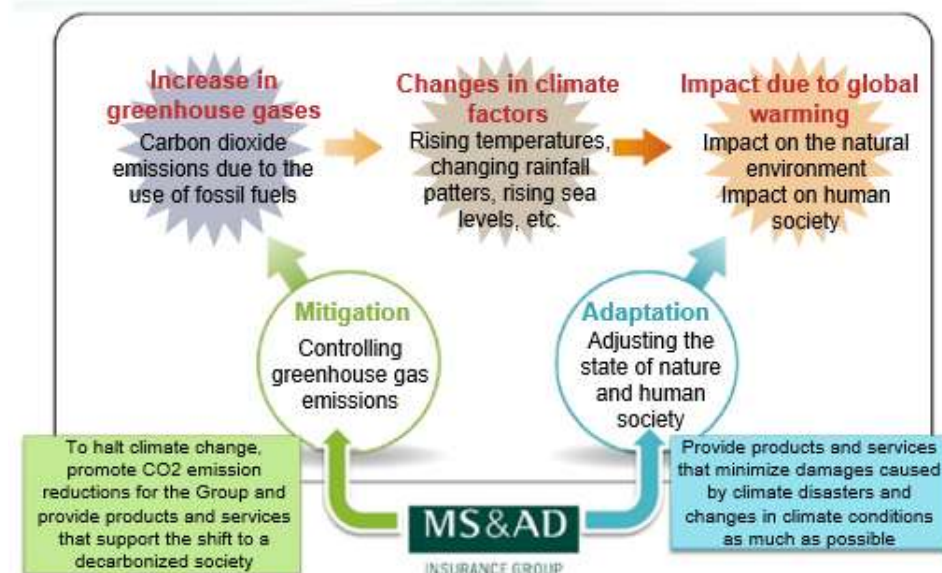 Increase in
greenhouse gases
Carbon dioxide
emissions due to the
use of fossil fuels
Changes in climate
factors
Rising temperatures,
changing rainfall
patters, rising sea
levels, etc.
Impact due to global
warming
Impact on the natural
environment
Impact on human
society
Mitigation
Controlling
greenhouse gas
emissions
Adaptation
Adjusting the
state of nature
and human
society
To halt climate change,
promote CO2 emission
reductions for the Group and
provide products and services
that support the shift to a
decarbonized society
MS&AD
INSURANCE GROUP
Provide products and services
that minimize damages caused
by climate disasters and
changes in climate conditions
as much as possible